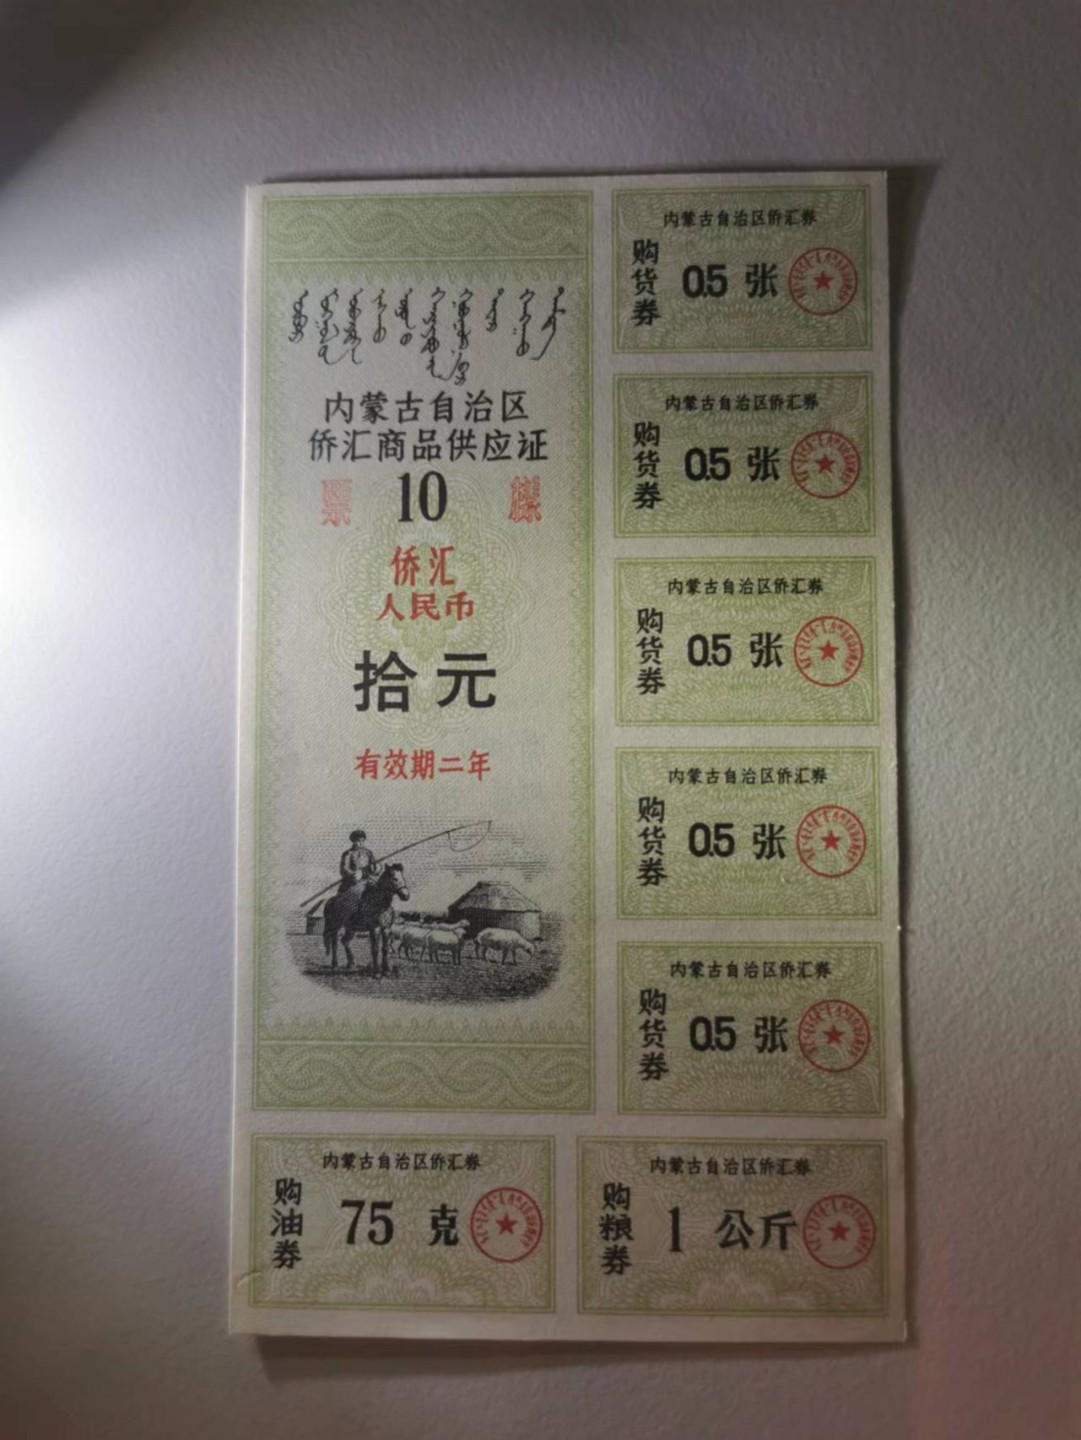 内蒙古自治区
侨汇商品供应证
票 10 樣
侨汇
人民币
拾元
有效期二年
内蒙古自治区侨汇券
购货券 0.5 张
内蒙古自治区侨汇券
购货券 0.5 张
内蒙古自治区侨汇券
购货券 0.5 张
内蒙古自治区侨汇券
购货券 0.5 张
内蒙古自治区侨汇券
购货券 0.5 张
内蒙古自治区侨汇券
购油券 75 克
内蒙古自治区侨汇券
购粮券 1 公斤